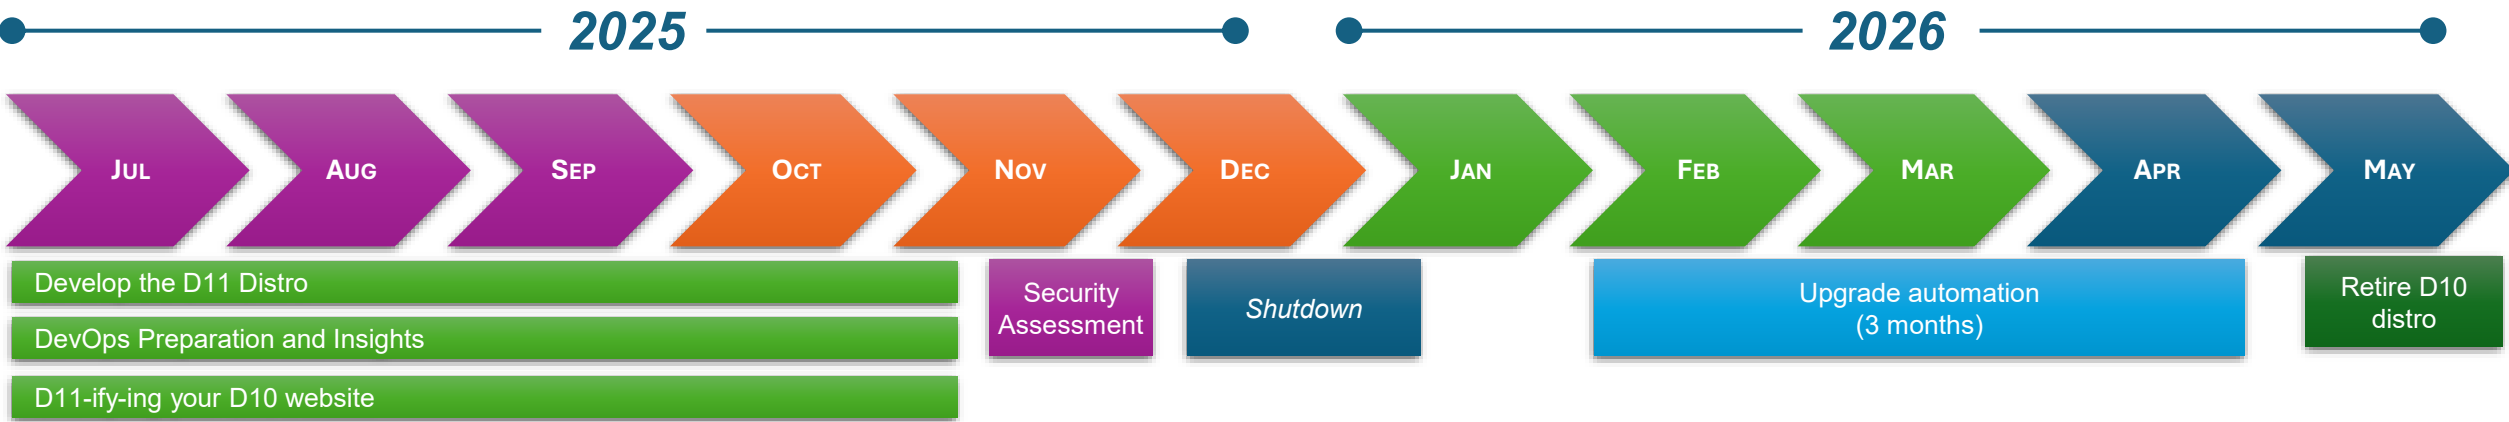 2025
2026
JUL
AUG
SEP
OCT
NOV
DEC
JAN
FEB
MAR
APR
MAY
Develop the D11 Distro
DevOps Preparation and Insights
D11-ify-ing your D10 website
Security
Assessment
Shutdown
Upgrade automation
(3 months)
Retire D10
distro